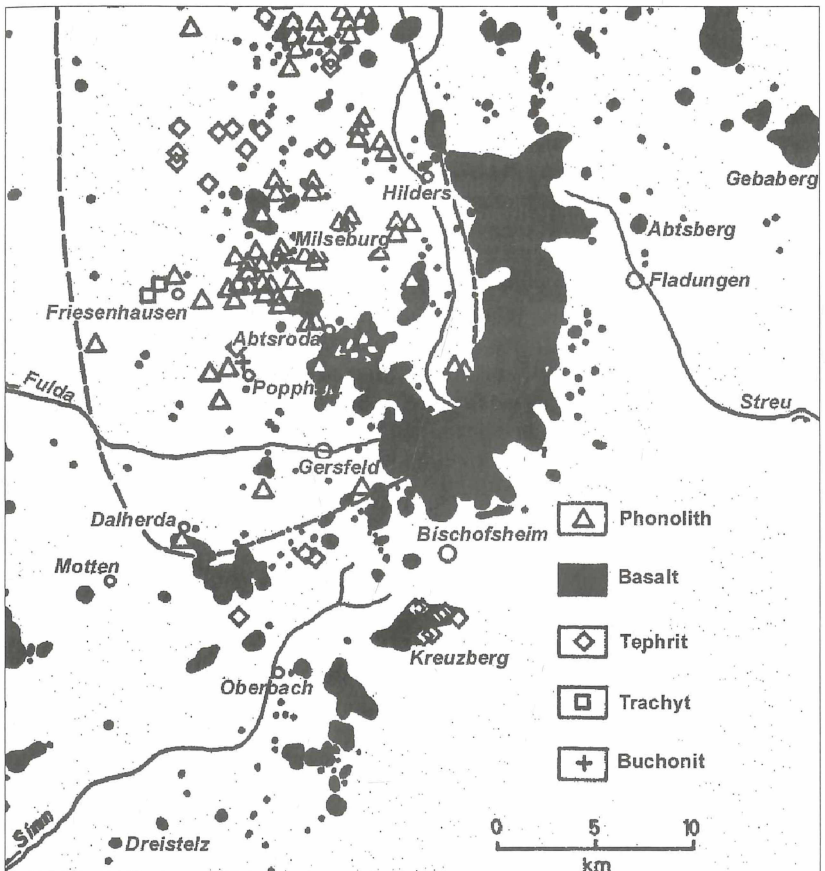 Hilders
Gebaberg
Milseburg
Abtsberg
Fladungen
Friesenhausen
Abtsroda
Fulda
Streu
Gersfeld
Phonolith
Dalherda
Bischofsheim
Motten
Basalt
Tephrit
Kreuzberg
Oberbach
Trachyt
Buchonit
Sinn
0 5 10
Dreistelz
km